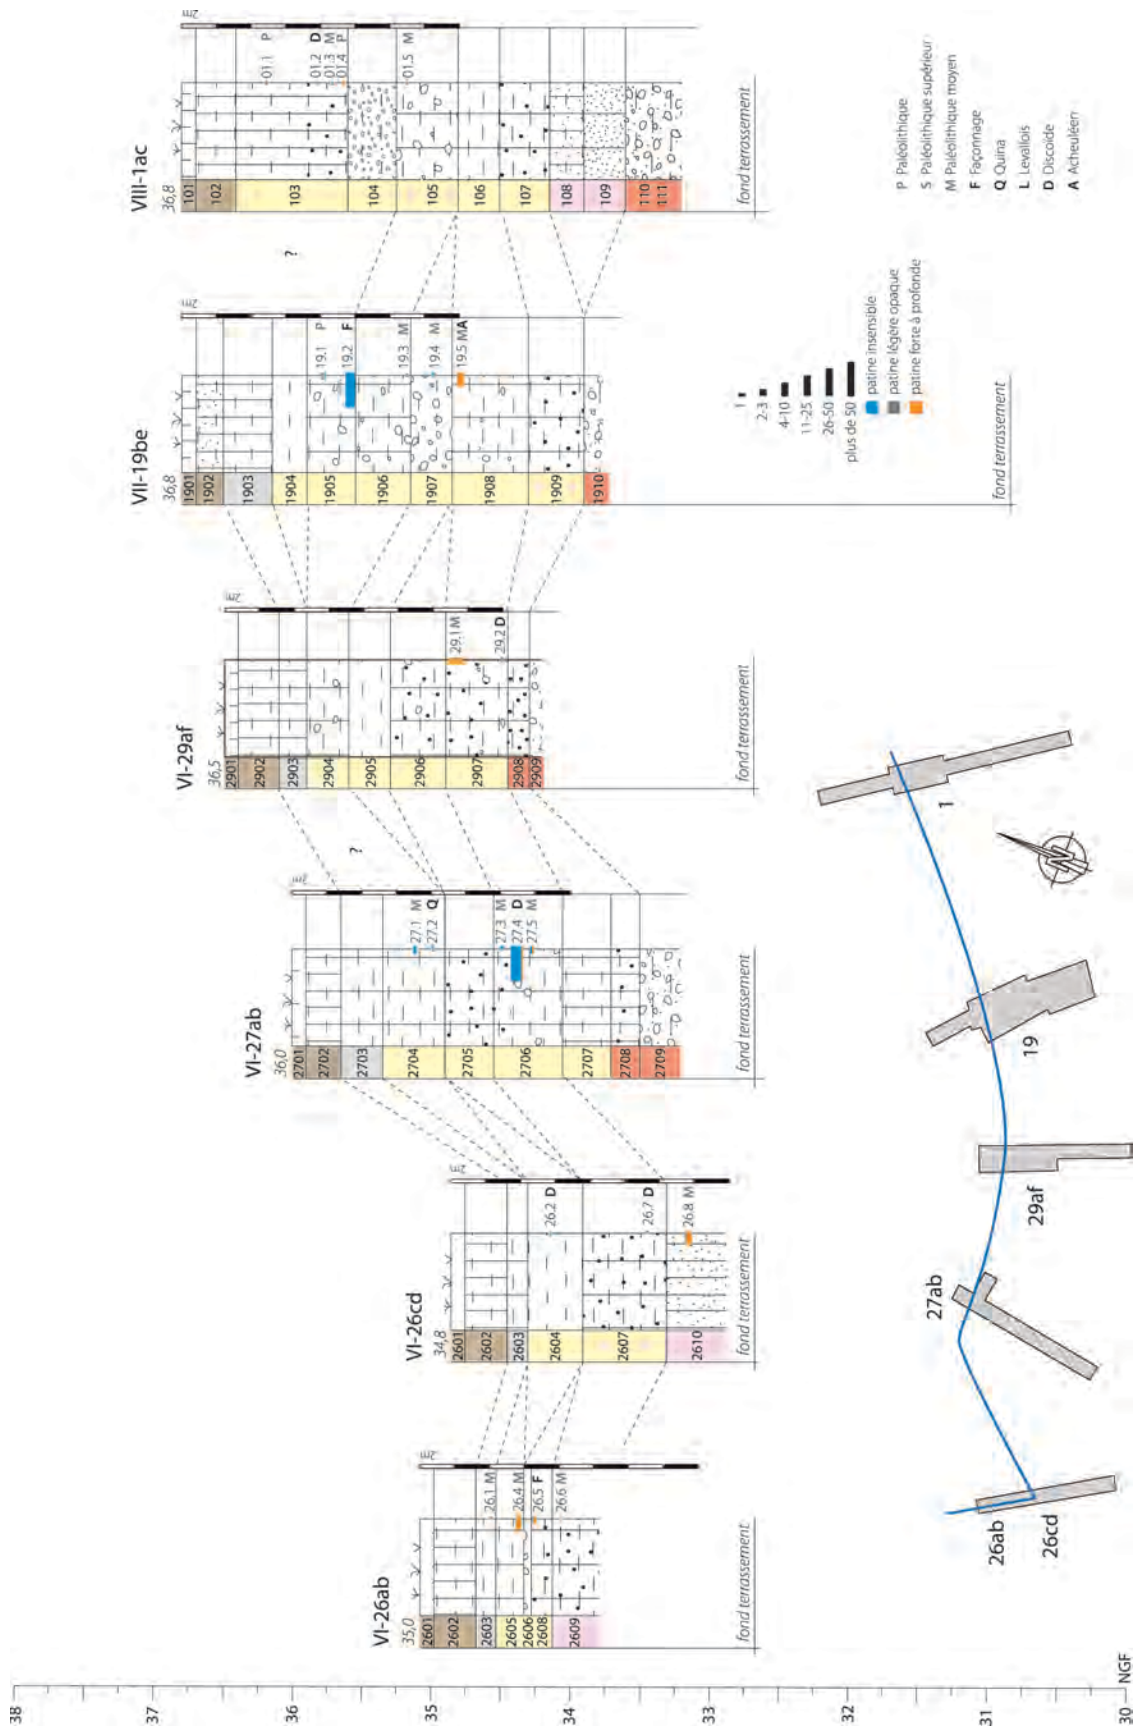 VI-26ab
35,0
2601
2602
2603
2605
2606
2608
2609
2m
26.1 M
26.4 M
26.5 F
26.6 M
fond terrassement
VI-26cd
34,8
2601
2602
2603
2604
2607
2610
2m
26.2 D
26.7 D
26.8 M
fond terrassement
VI-27ab
36,0
2701
2702
2703
2704
2705
2706
2707
2708
2709
2m
27.1 M
27.2 Q
27.3 M
27.4 D
27.5 M
fond terrassement
?
VI-29af
36,5
2901
2902
2903
2904
2905
2906
2907
2908
2909
2m
29.1 M
29.2 D
fond terrassement
VII-19be
36,8
1901
1902
1903
1904
1905
1906
1907
1908
1909
1910
2m
19.1 P
19.2 F
19.3 M
19.4 M
19.5 MA
fond terrassement
?
VIII-1ac
36,8
101
102
103
104
105
106
107
108
109
110
111
2m
01.1 P
01.2 D
01.3 M
01.4 P
01.5 M
fond terrassement
1
2-3
4-10
11-25
26-50
plus de 50
patine insensible
patine légère opaque
patine forte à profonde
P Paléolithique
S Paléolithique supérieur
M Paléolithique moyen
F Façonnage
Q Quina
L Levallois
D Discoïde
A Acheuléen
26ab
26cd
27ab
29af
19
1
N
38
37
36
35
34
33
32
31
30 NGF